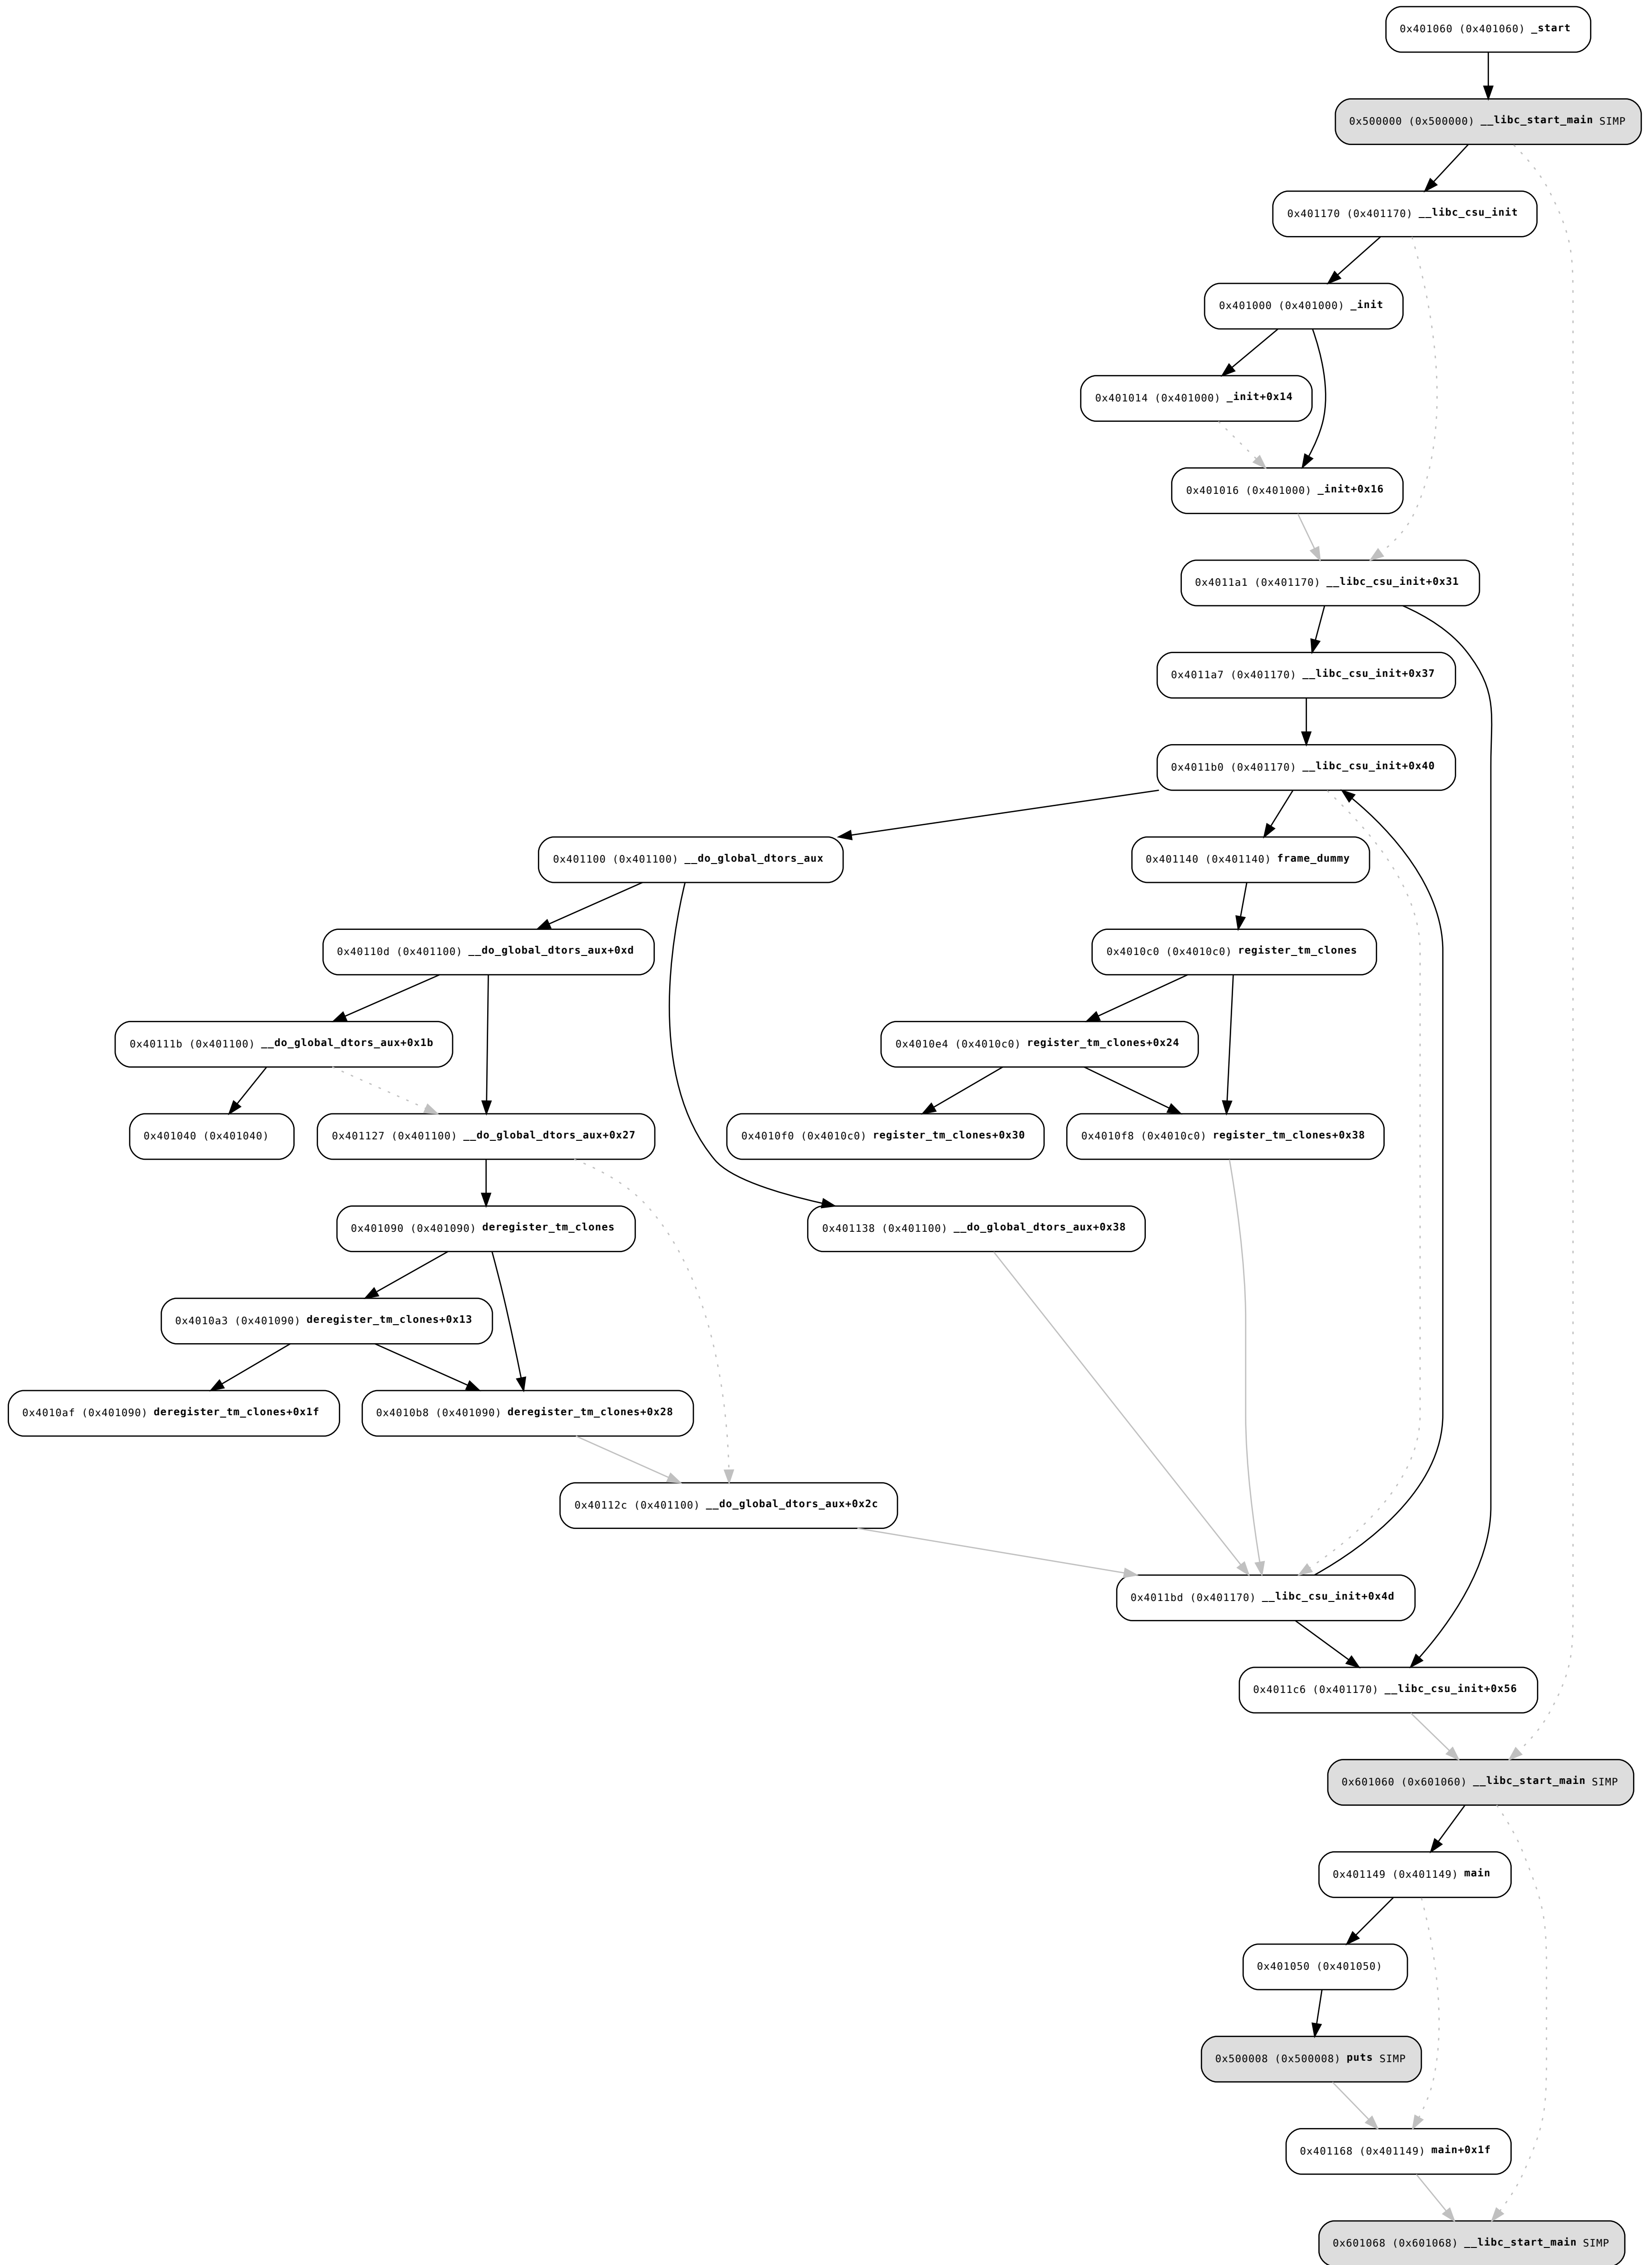 0x401060 (0x401060) _start
0x500000 (0x500000) __libc_start_main SIMP
0x401170 (0x401170) __libc_csu_init
0x401000 (0x401000) _init
0x401014 (0x401000) _init+0x14
0x401016 (0x401000) _init+0x16
0x4011a1 (0x401170) __libc_csu_init+0x31
0x4011a7 (0x401170) __libc_csu_init+0x37
0x4011b0 (0x401170) __libc_csu_init+0x40
0x401100 (0x401100) __do_global_dtors_aux
0x401140 (0x401140) frame_dummy
0x40110d (0x401100) __do_global_dtors_aux+0xd
0x4010c0 (0x4010c0) register_tm_clones
0x40111b (0x401100) __do_global_dtors_aux+0x1b
0x4010e4 (0x4010c0) register_tm_clones+0x24
0x401040 (0x401040)
0x401127 (0x401100) __do_global_dtors_aux+0x27
0x4010f0 (0x4010c0) register_tm_clones+0x30
0x4010f8 (0x4010c0) register_tm_clones+0x38
0x401090 (0x401090) deregister_tm_clones
0x401138 (0x401100) __do_global_dtors_aux+0x38
0x4010a3 (0x401090) deregister_tm_clones+0x13
0x4010af (0x401090) deregister_tm_clones+0x1f
0x4010b8 (0x401090) deregister_tm_clones+0x28
0x40112c (0x401100) __do_global_dtors_aux+0x2c
0x4011bd (0x401170) __libc_csu_init+0x4d
0x4011c6 (0x401170) __libc_csu_init+0x56
0x601060 (0x601060) __libc_start_main SIMP
0x401149 (0x401149) main
0x401050 (0x401050)
0x500008 (0x500008) puts SIMP
0x401168 (0x401149) main+0x1f
0x601068 (0x601068) __libc_start_main SIMP